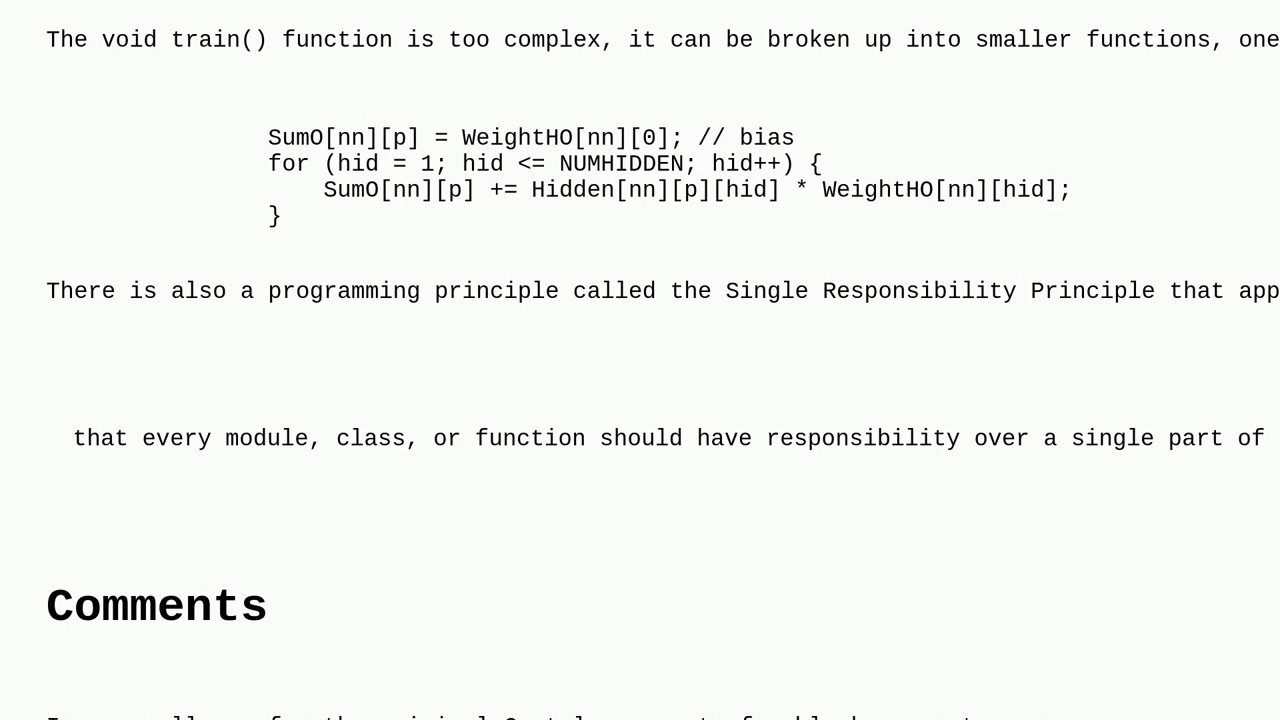 The void train() function is too complex, it can be broken up into smaller functions, one
SumO[nn][p] = WeightHO[nn][0]; // bias
for (hid = 1; hid <= NUMHIDDEN; hid++) {
SumO[nn][p] += Hidden[nn][p][hid] * WeightHO[nn][hid];
}
There is also a programming principle called the Single Responsibility Principle that app
that every module, class, or function should have responsibility over a single part of
Comments